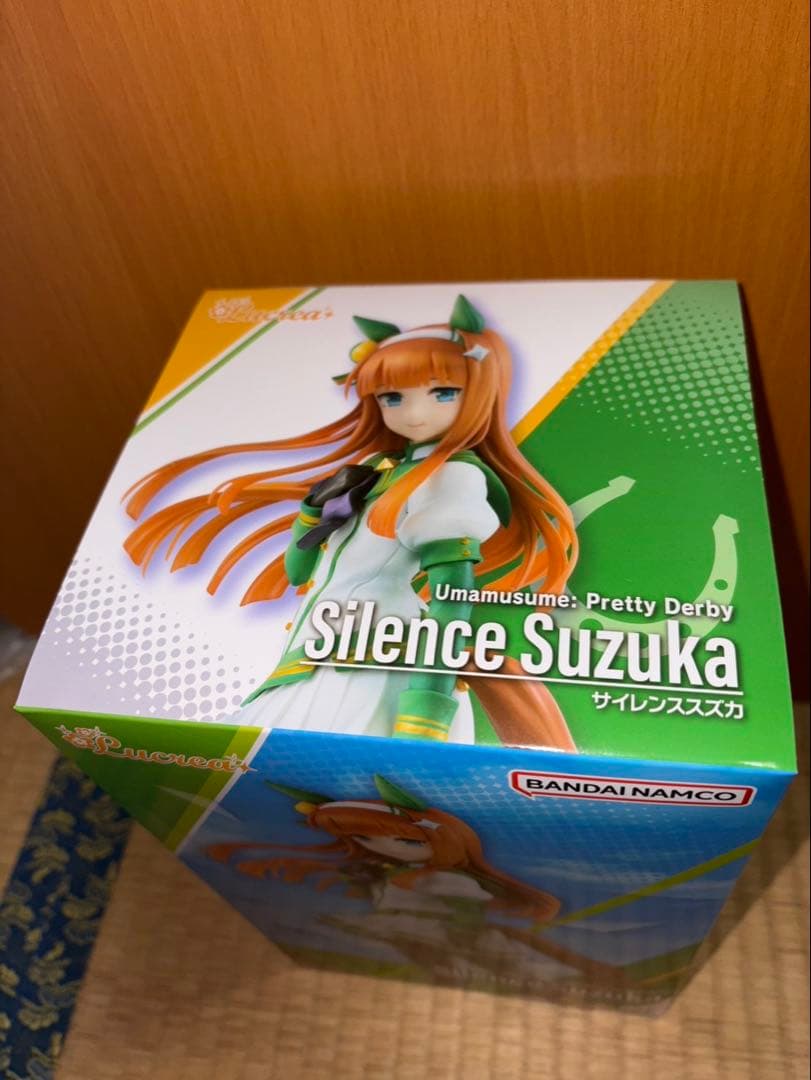 Lucrea
Umamusume: Pretty Derby
Silence Suzuka
サイレンススズカ
Lucrea
BANDAI NAMCO